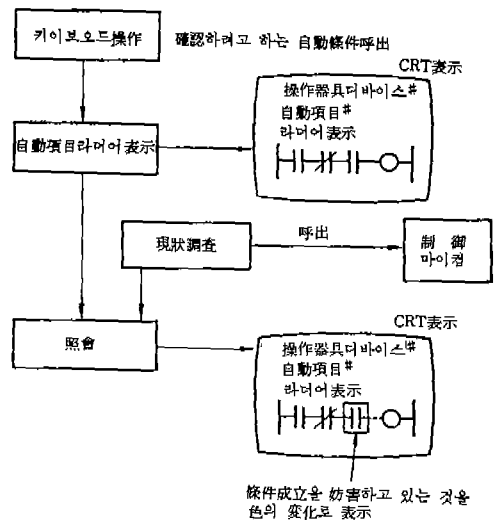 키이보오드操作
確認하려고 하는 自動條件呼出
CRT表示
操作器具디바이스#
自動項目#
라더어表示
自動項目라더어表示
現狀調査
呼出
制御
마이컴
照會
CRT表示
操作器具디바이스#
自動項目#
라더어表示
條件成立을 妨害하고 있는 것을
色의 變化로 表示